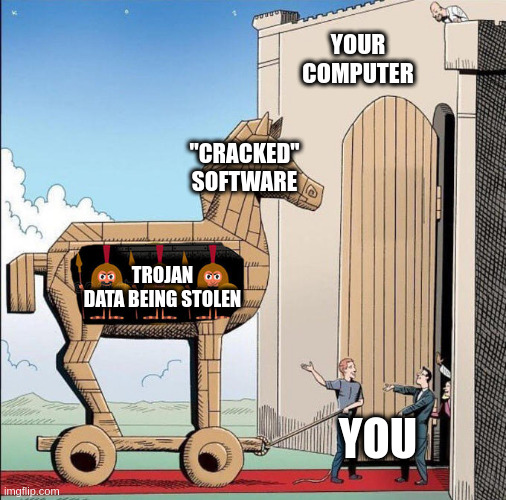 YOUR
COMPUTER
"CRACKED"
SOFTWARE
TROJAN
DATA BEING STOLEN
YOU
imgflip.com